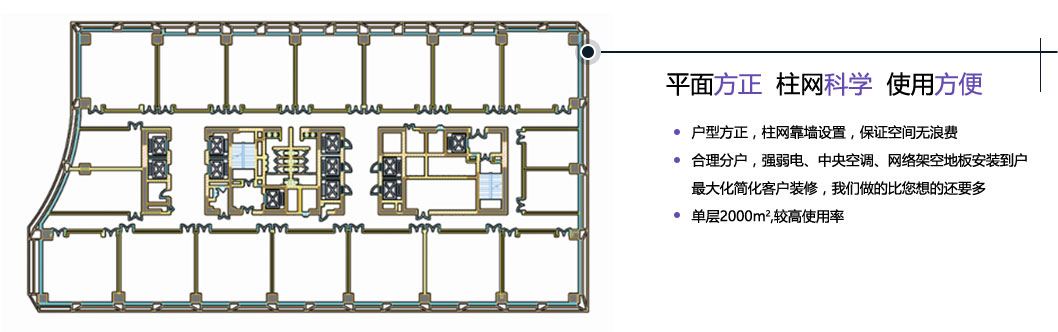 平面方正 柱网科学 使用方便
户型方正，柱网靠墙设置，保证空间无浪费
合理分户，强弱电、中央空调、网络架空地板安装到户
最大化简化客户装修，我们做的比您想的还要多
单层2000m²,较高使用率